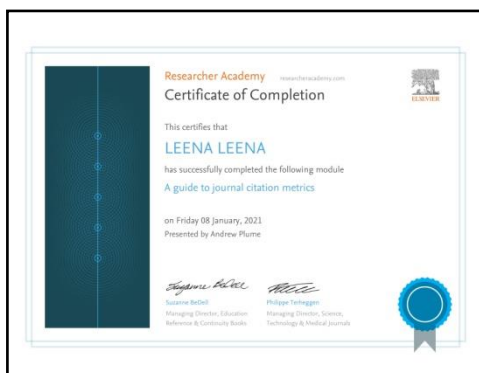 Researcher Academy researcheracademy.com
Certificate of Completion
ELSEVIER
This certifies that
LEENA LEENA
has successfully completed the following module
A guide to journal citation metrics
on Friday 08 January, 2021
Presented by Andrew Plume
Suzanne BeDell
Suzanne BeDell
Managing Director, Education
Reference & Continuity Books
Philippe Terheggen
Managing Director, Science,
Technology & Medical Journals